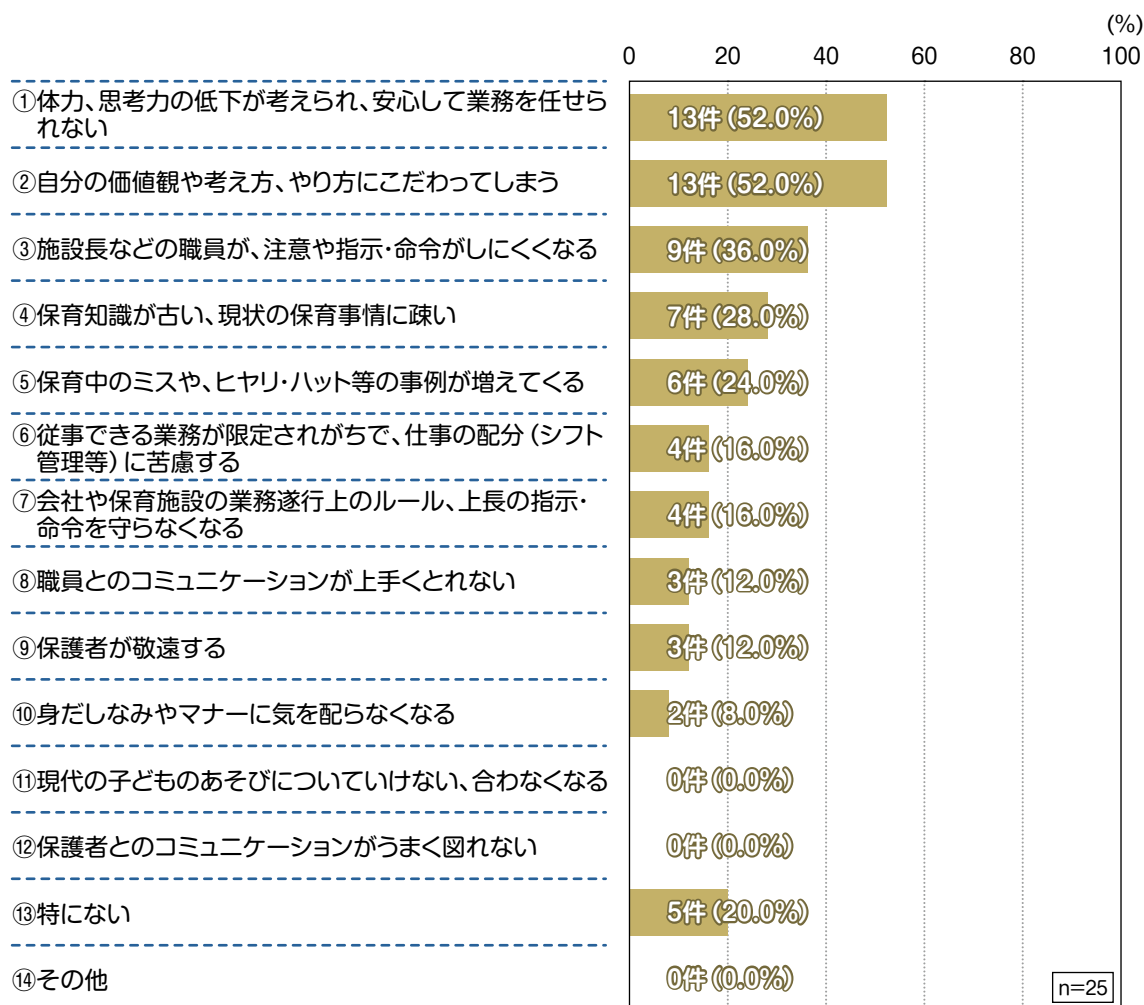 (%)
0 20 40 60 80 100
①体力、思考力の低下が考えられ、安心して業務を任せら
れない
13件(52.0%)
②自分の価値観や考え方、やり方にこだわってしまう
13件(52.0%)
③施設長などの職員が、注意や指示・命令がしにくくなる
9件(36.0%)
④保育知識が古い、現状の保育事情に疎い
7件(28.0%)
⑤保育中のミスや、ヒヤリ・ハット等の事例が増えてくる
6件(24.0%)
⑥従事できる業務が限定されがちで、仕事の配分(シフト
管理等)に苦慮する
4件(16.0%)
⑦会社や保育施設の業務遂行上のルール、上長の指示・
命令を守らなくなる
4件(16.0%)
⑧職員とのコミュニケーションが上手くとれない
3件(12.0%)
⑨保護者が敬遠する
3件(12.0%)
⑩身だしなみやマナーに気を配らなくなる
2件(8.0%)
⑪現代の子どものあそびについていけない、合わなくなる
0件(0.0%)
⑫保護者とのコミュニケーションがうまく図れない
0件(0.0%)
⑬特にない
5件(20.0%)
⑭その他
0件(0.0%)
n=25